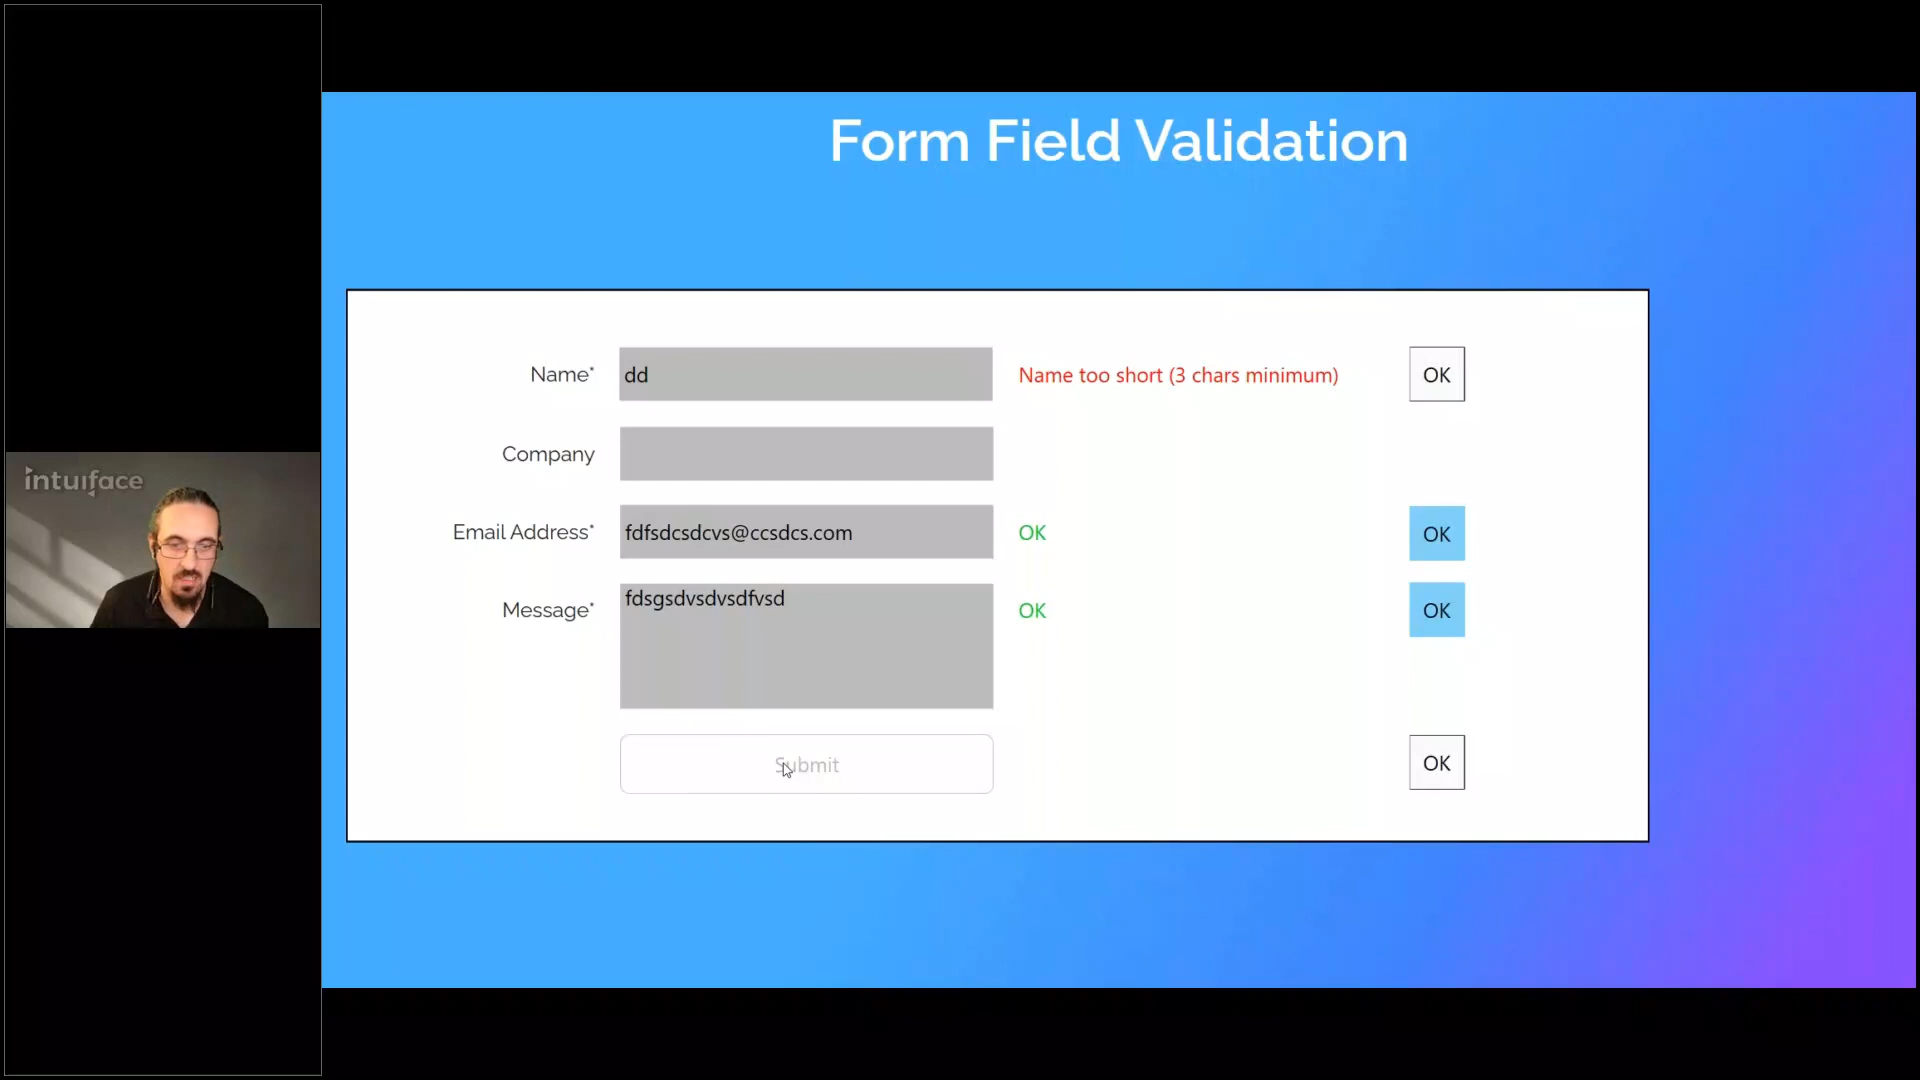 Form Field Validation
intuıface
Name* dd Name too short (3 chars minimum) OK
Company
Email Address* fdfsdcsdcvs@ccsdcs.com OK OK
Message* fdsgsdvsdvsdfvsd OK OK
Submit OK